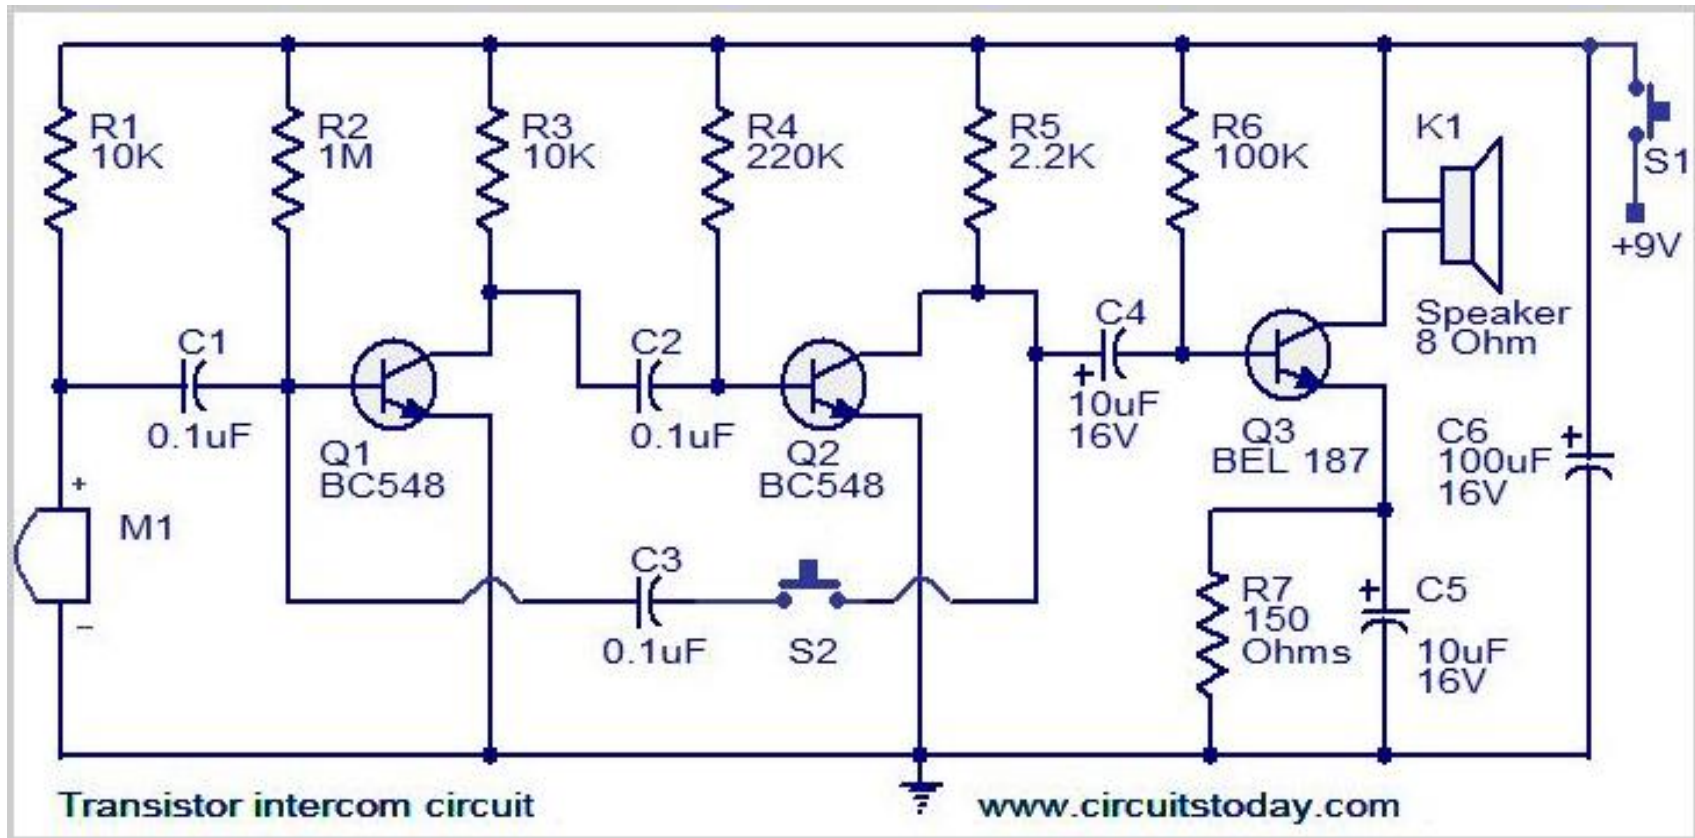 R1
10K
R2
1M
R3
10K
R4
220K
R5
2.2K
R6
100K
K1
S1
+9V
Speaker
8 Ohm
C1
0.1uF
Q1
BC548
C2
0.1uF
Q2
BC548
C4
+
10uF
16V
Q3
BEL 187
C6
100uF
16V
+
+
M1
−
C3
0.1uF
S2
R7
150
Ohms
+
C5
10uF
16V
Transistor intercom circuit
www.circuitstoday.com